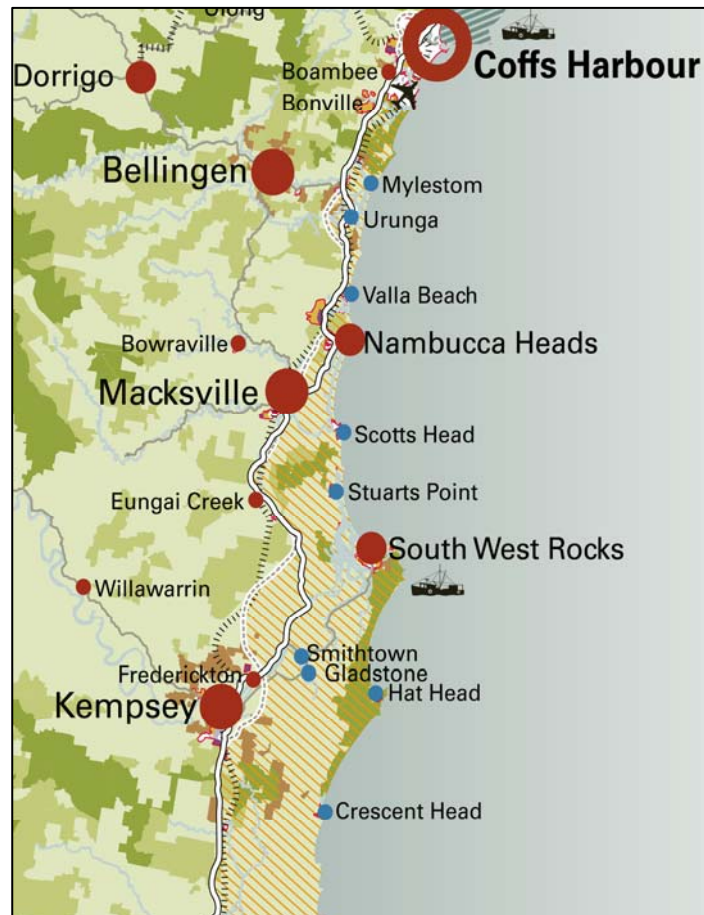 Ulong
Dorrigo
Boambee
Coffs Harbour
Bonville
Bellingen
Mylestom
Urunga
Valla Beach
Bowraville
Nambucca Heads
Macksville
Scotts Head
Eungai Creek
Stuarts Point
South West Rocks
Willawarrin
Smithtown
Frederickton
Gladstone
Kempsey
Hat Head
Crescent Head